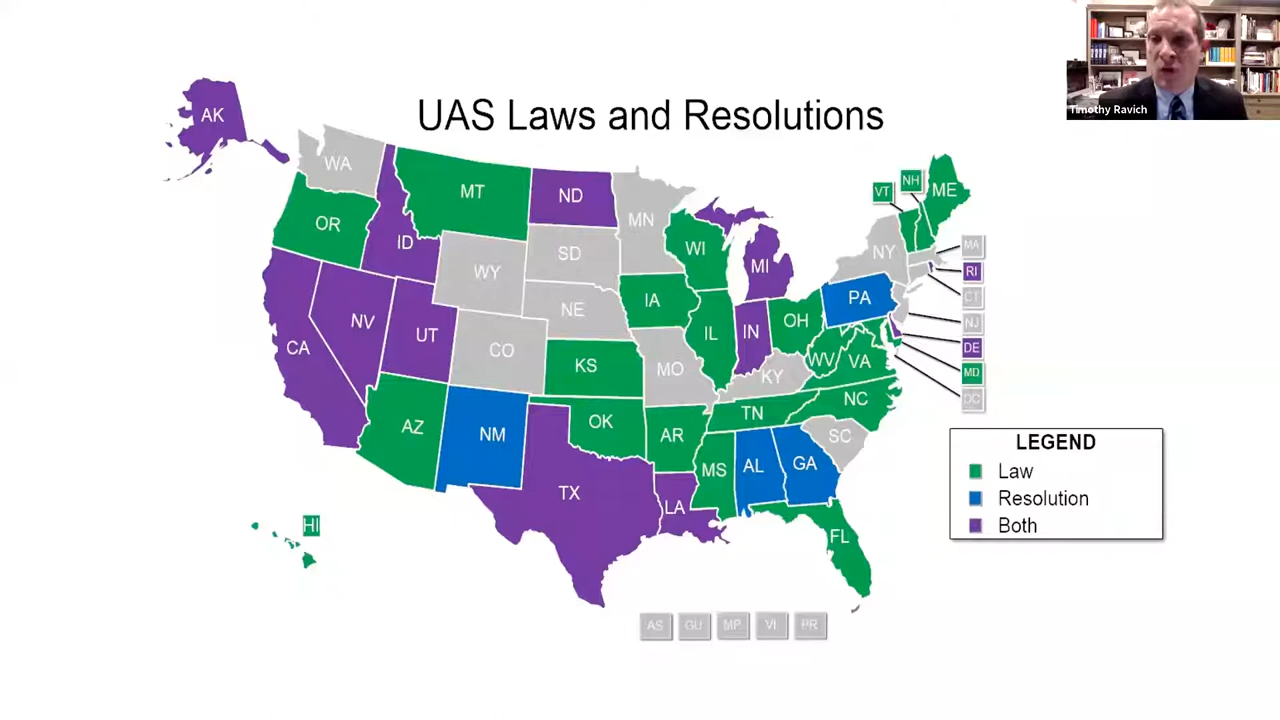 Timothy Ravich
UAS Laws and Resolutions
AK
WA
MT
ND
MN
VT
NH
ME
OR
ID
SD
WI
NY
MA
WY
MI
RI
NE
IA
PA
CT
NV
UT
IL
IN
OH
NJ
CA
CO
KS
MO
KY
WV
VA
DE
MD
AZ
NM
OK
AR
TN
NC
DC
SC
MS
AL
GA
TX
LA
FL
HI
LEGEND
Law
Resolution
Both
AS
GU
MP
VI
PR